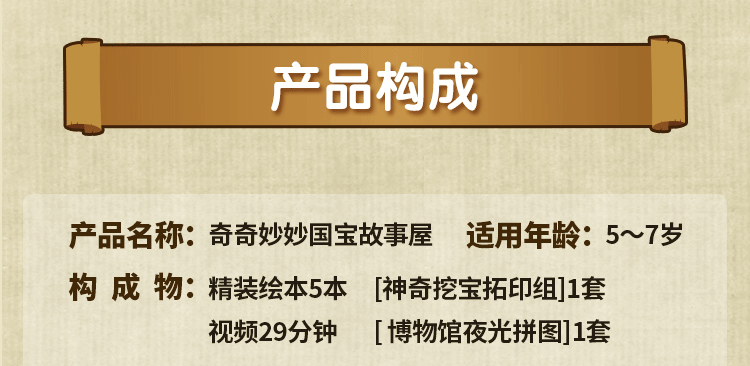 产品构成
产品名称：奇奇妙妙国宝故事屋 适用年龄：5～7岁
构成物：精装绘本5本 [神奇挖宝拓印组]1套
视频29分钟 [博物馆夜光拼图]1套